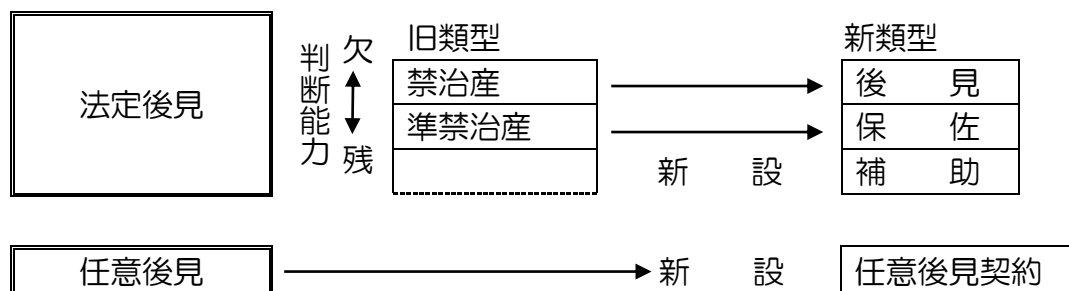 法定後見
判断能力
欠
残
旧類型
禁治産
準禁治産
新類型
後 見
保 佐
新 設
補 助
任意後見
新 設
任意後見契約